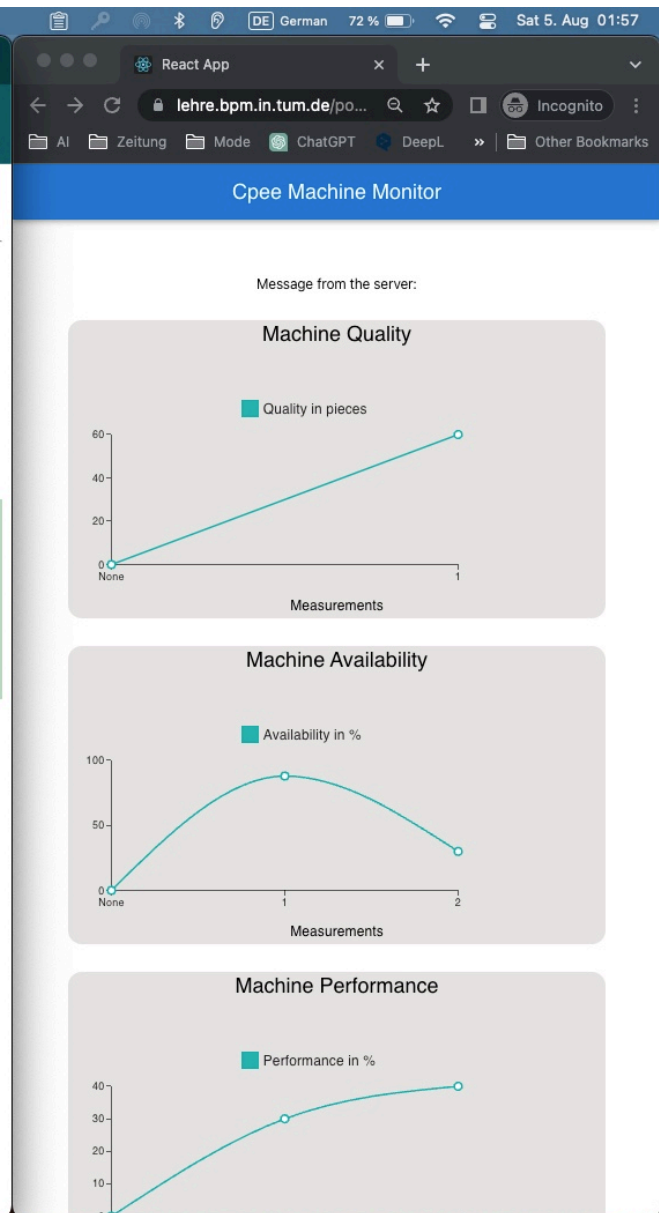 DE German 72 % Sat 5. Aug 01:57
React App
lehre.bpm.in.tum.de/po... Incognito
AI Zeitung Mode ChatGPT DeepL » Other Bookmarks
Cpee Machine Monitor
Message from the server:
Machine Quality
Quality in pieces
60
40
20
0
None 1
Measurements
Machine Availability
Availability in %
100
50
0
None 1 2
Measurements
Machine Performance
Performance in %
40
30
20
10